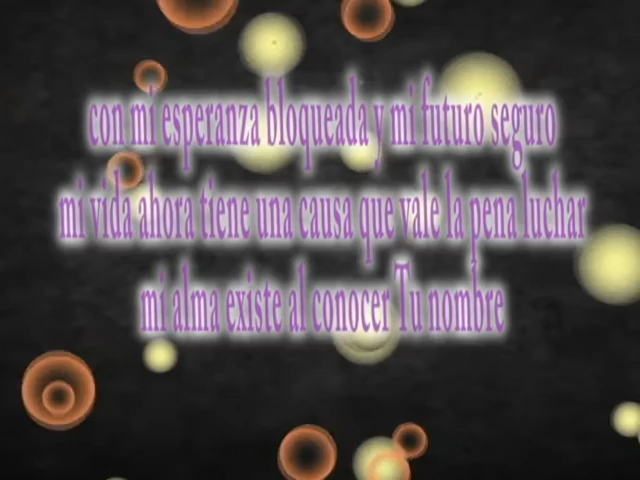 con mi esperanza bloqueada y mi futuro seguro
mi vida ahora tiene una causa que vale la pena luchar
mi alma existe al conocer Tu nombre